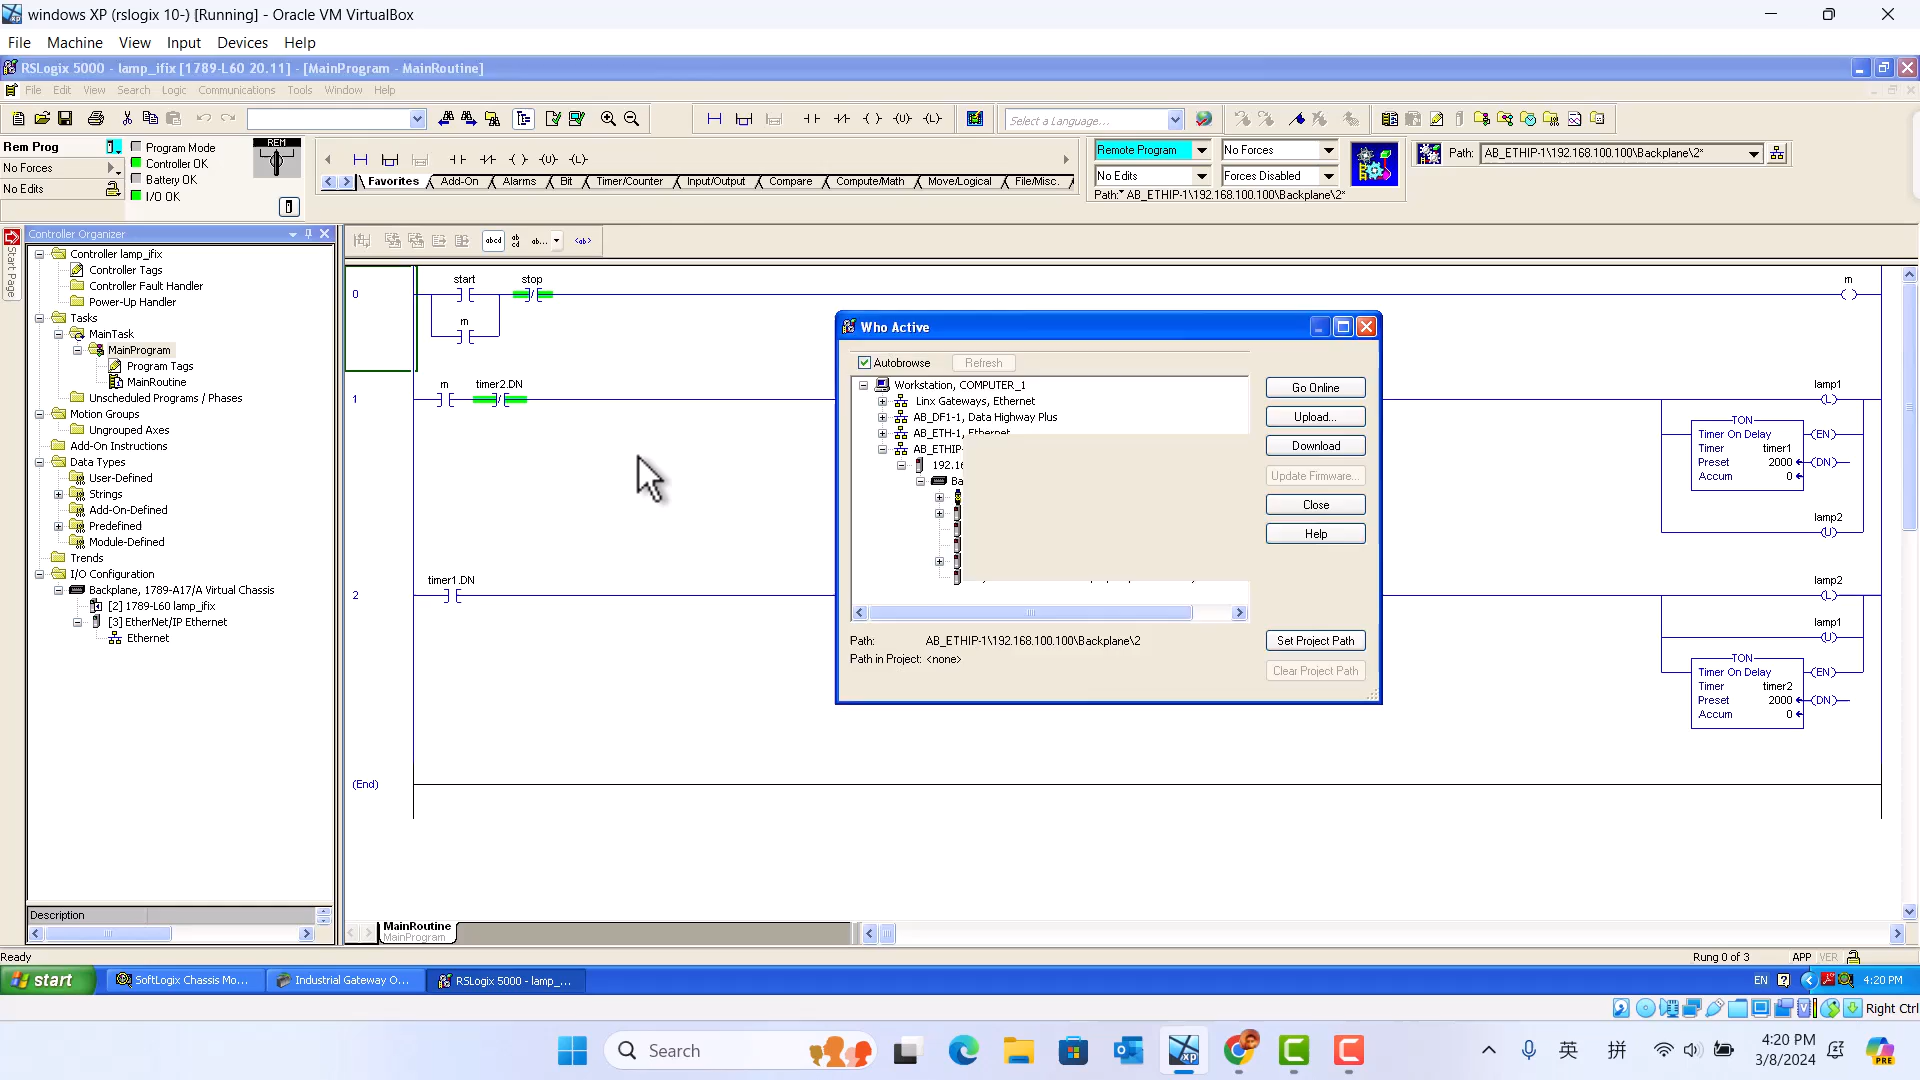 windows XP (rslogix 10-) [Running] - Oracle VM VirtualBox
File Machine View Input Devices Help
RSLogix 5000 - lamp_ifix [1789-L60 20.11] - [MainProgram - MainRoutine]
File Edit View Search Logic Communications Tools Window Help
Select a Language...
Rem Prog
No Forces
No Edits
Program Mode
Controller OK
Battery OK
I/O OK
REM
Favorites Add-On Alarms Bit Timer/Counter Input/Output Compare Compute/Math Move/Logical File/Misc.
Remote Program No Forces
No Edits Forces Disabled
Path: AB_ETHIP-1\192.168.100.100\Backplane\2*
Path: AB_ETHIP-1\192.168.100.100\Backplane\2*
Start Page
Controller Organizer
Controller lamp_ifix
Controller Tags
Controller Fault Handler
Power-Up Handler
Tasks
MainTask
MainProgram
Program Tags
MainRoutine
Unscheduled Programs / Phases
Motion Groups
Ungrouped Axes
Add-On Instructions
Data Types
User-Defined
Strings
Add-On-Defined
Predefined
Module-Defined
Trends
I/O Configuration
Backplane, 1789-A17/A Virtual Chassis
[2] 1789-L60 lamp_ifix
[3] EtherNet/IP Ethernet
Ethernet
Description
abcd ab cd ab... <ab>
0
start stop m
m
1
m timer2.DN lamp1
TON
Timer On Delay (EN)
Timer timer1
Preset 2000 (DN)
Accum 0
lamp2
2
timer1.DN lamp2
lamp1
TON
Timer On Delay (EN)
Timer timer2
Preset 2000 (DN)
Accum 0
(End)
Who Active
Autobrowse Refresh
Workstation, COMPUTER_1
Linx Gateways, Ethernet
AB_DF1-1, Data Highway Plus
AB_ETH-1, Ethernet
AB_ETHIP-
192.16
Ba
Go Online
Upload...
Download
Update Firmware...
Close
Help
Path: AB_ETHIP-1\192.168.100.100\Backplane\2
Path in Project: <none>
Set Project Path
Clear Project Path
MainRoutine
MainProgram
Ready
Rung 0 of 3 APP VER
start SoftLogix Chassis Mo... Industrial Gateway O... RSLogix 5000 - lamp_... EN 4:20 PM
Right Ctrl
Search
英 拼
4:20 PM
3/8/2024
PRE